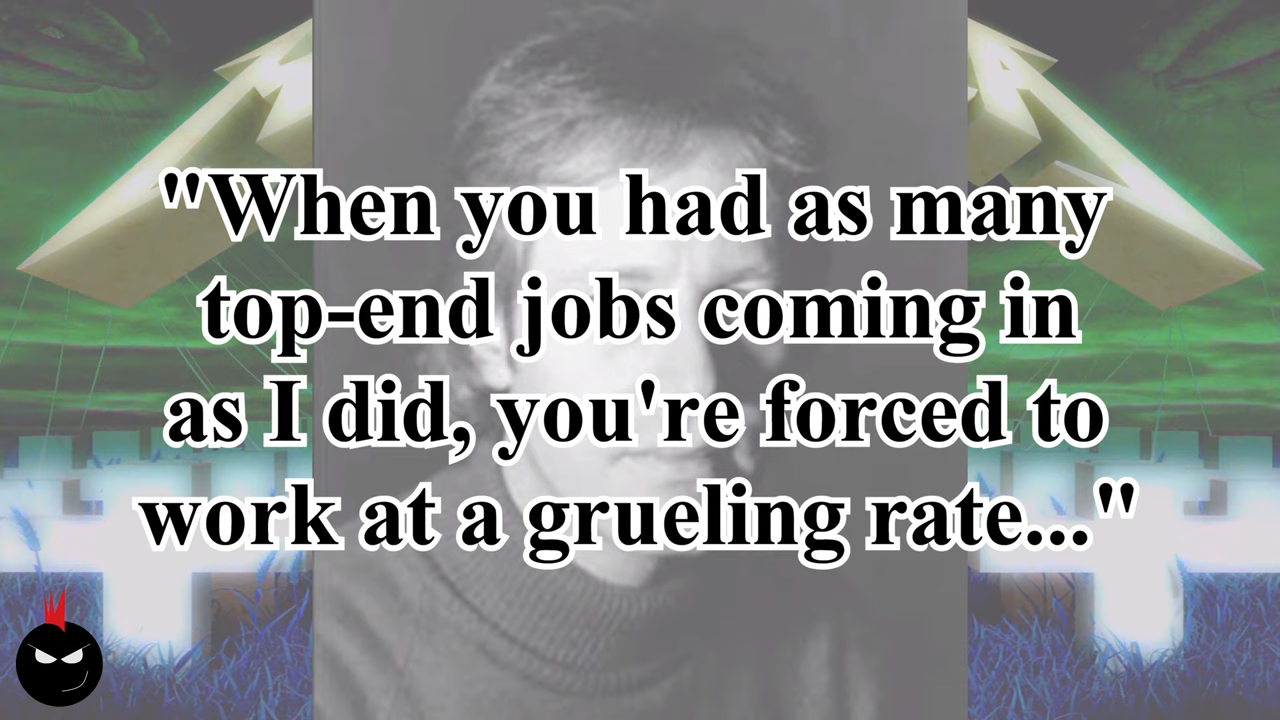 "When you had as many
top-end jobs coming in
as I did, you're forced to
work at a grueling rate..."